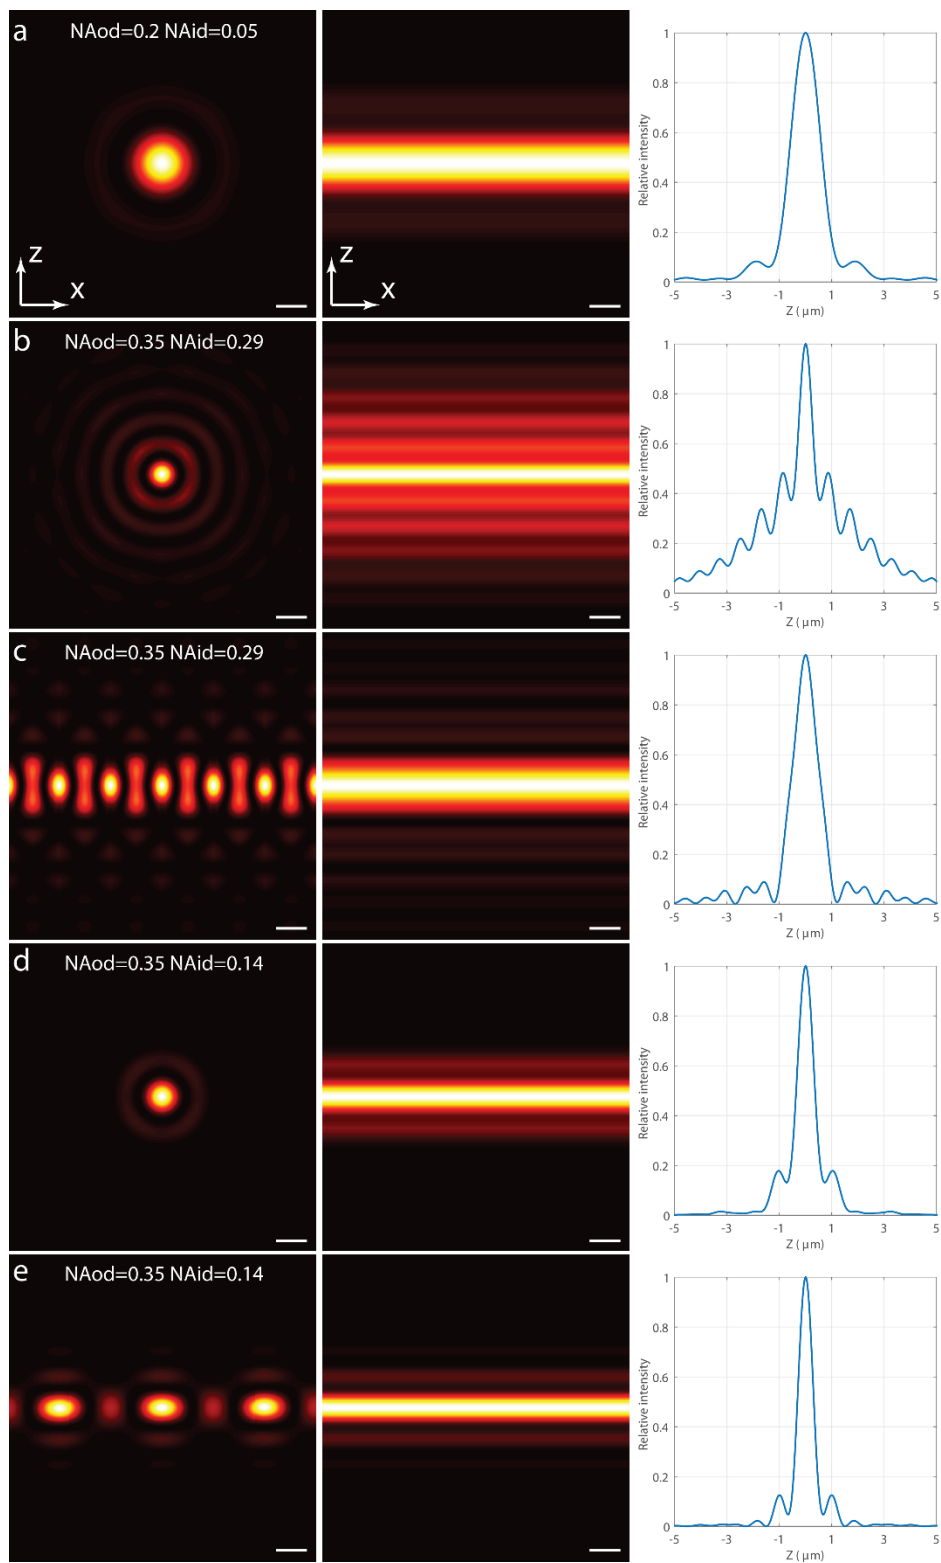 a
NAod=0.2 NAid=0.05
Z
X
Z
X
Relative intensity
1
0.8
0.6
0.4
0.2
0
-5 -3 -1 1 3 5
Z ( µm)
b
NAod=0.35 NAid=0.29
Relative intensity
1
0.8
0.6
0.4
0.2
0
-5 -3 -1 1 3 5
Z ( µm)
c
NAod=0.35 NAid=0.29
Relative intensity
1
0.8
0.6
0.4
0.2
0
-5 -3 -1 1 3 5
Z ( µm)
d
NAod=0.35 NAid=0.14
Relative intensity
1
0.8
0.6
0.4
0.2
0
-5 -3 -1 1 3 5
Z ( µm)
e
NAod=0.35 NAid=0.14
Relative intensity
1
0.8
0.6
0.4
0.2
0
-5 -3 -1 1 3 5
Z ( µm)